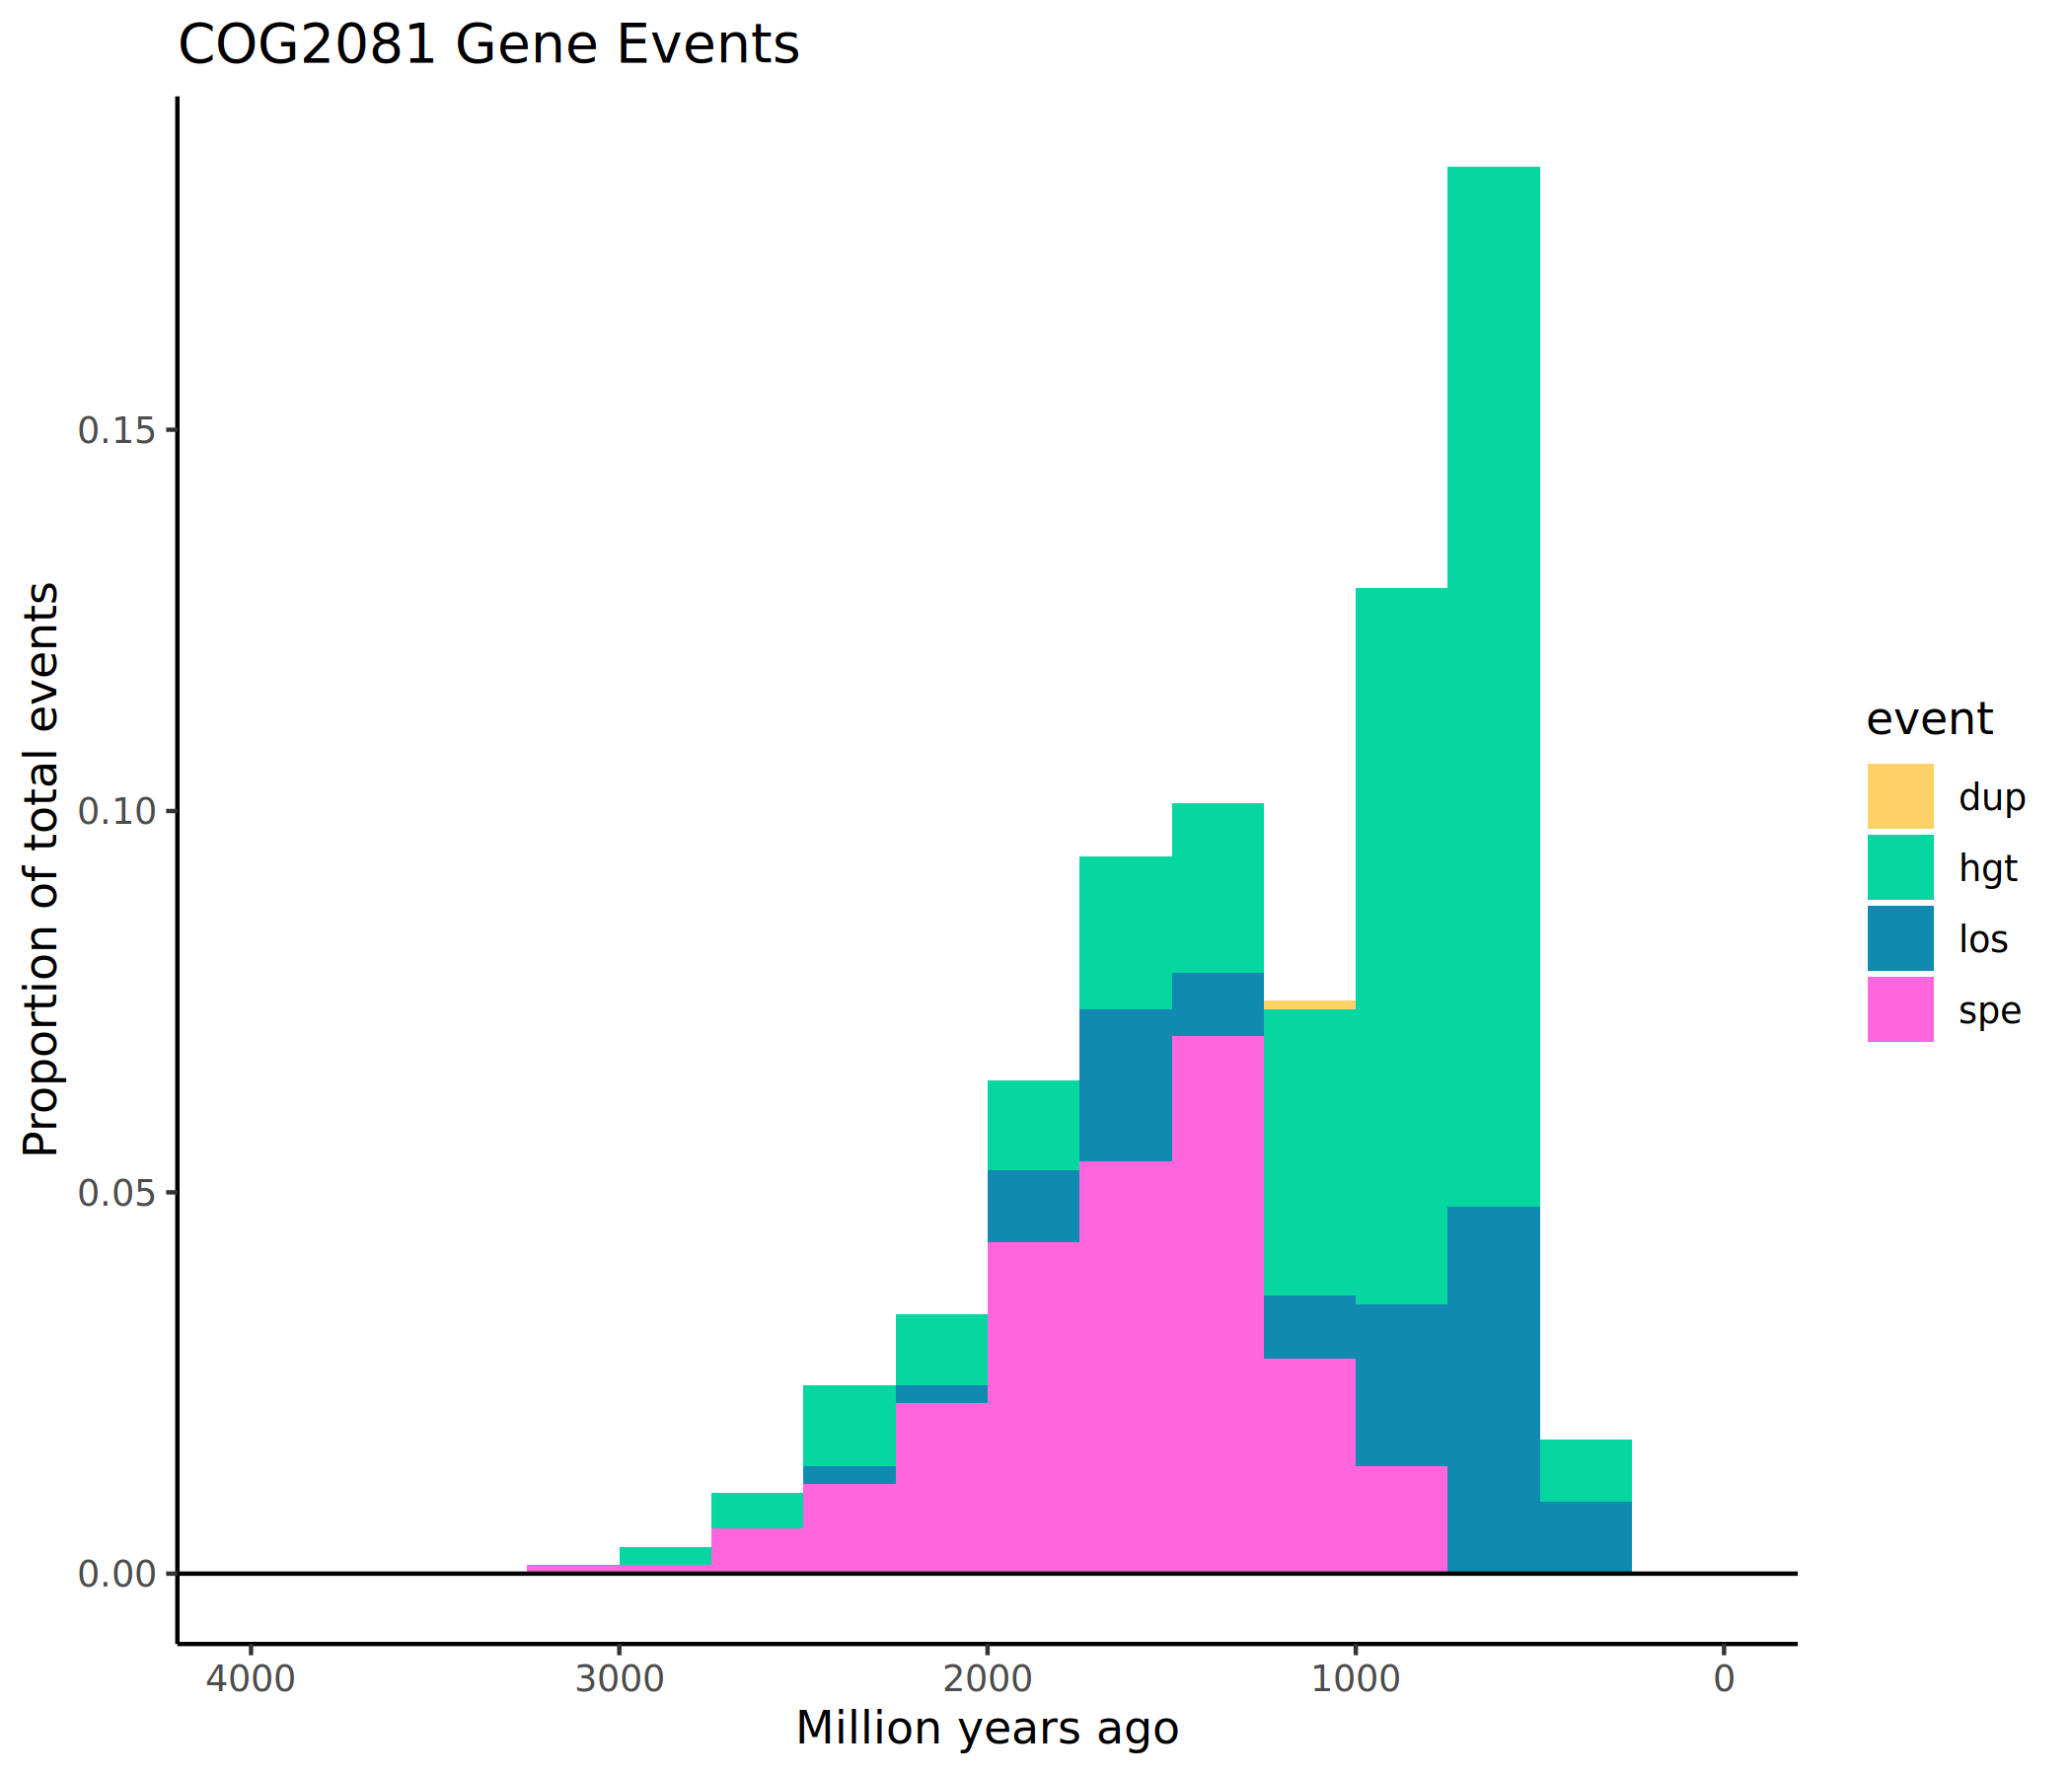 COG2081 Gene Events
Proportion of total events
0.15
0.10
0.05
0.00
4000 3000 2000 1000 0
Million years ago
event
dup
hgt
los
spe